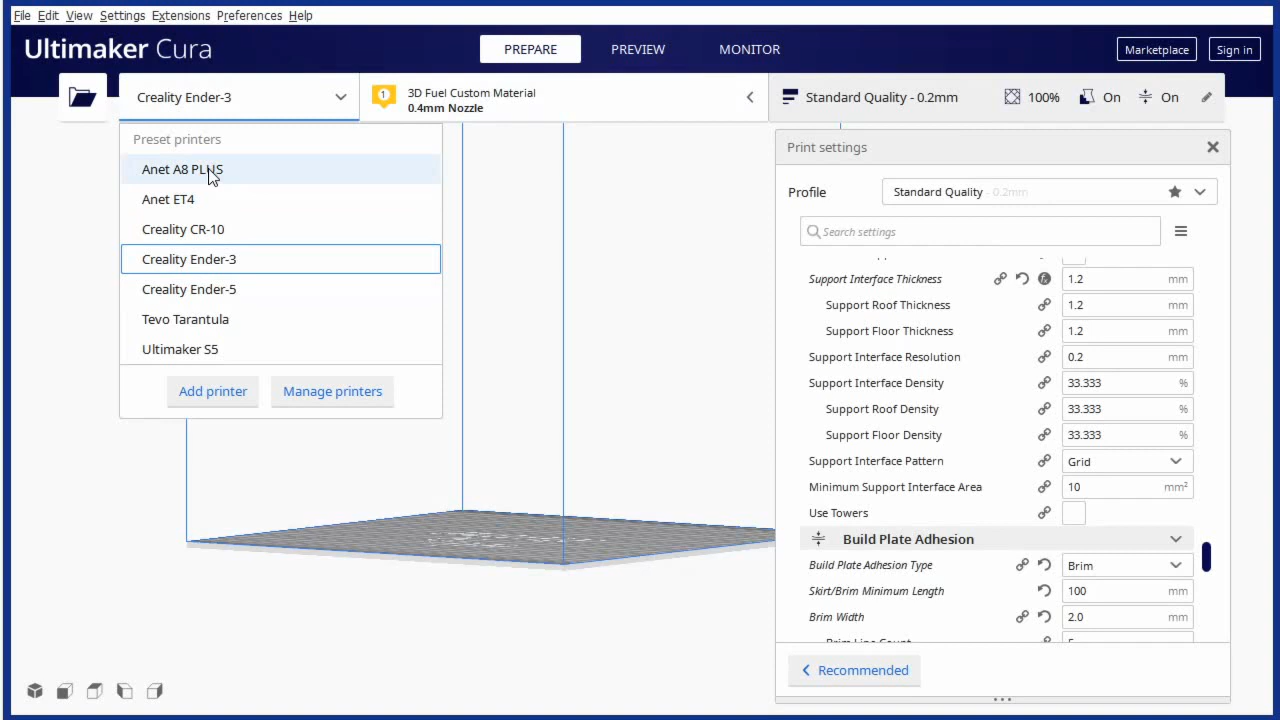 File Edit View Settings Extensions Preferences Help
Ultimaker Cura
PREPARE PREVIEW MONITOR
Marketplace Sign in
Creality Ender-3
1
3D Fuel Custom Material
0.4mm Nozzle
Standard Quality - 0.2mm
100% On On
Preset printers
Anet A8 PLUS
Anet ET4
Creality CR-10
Creality Ender-3
Creality Ender-5
Tevo Tarantula
Ultimaker S5
Add printer Manage printers
Print settings
Profile Standard Quality - 0.2mm
Search settings
Support Interface Thickness 1.2 mm
Support Roof Thickness 1.2 mm
Support Floor Thickness 1.2 mm
Support Interface Resolution 0.2 mm
Support Interface Density 33.333 %
Support Roof Density 33.333 %
Support Floor Density 33.333 %
Support Interface Pattern Grid
Minimum Support Interface Area 10 mm²
Use Towers
Build Plate Adhesion
Build Plate Adhesion Type Brim
Skirt/Brim Minimum Length 100 mm
Brim Width 2.0 mm
Brim Line Count
Recommended